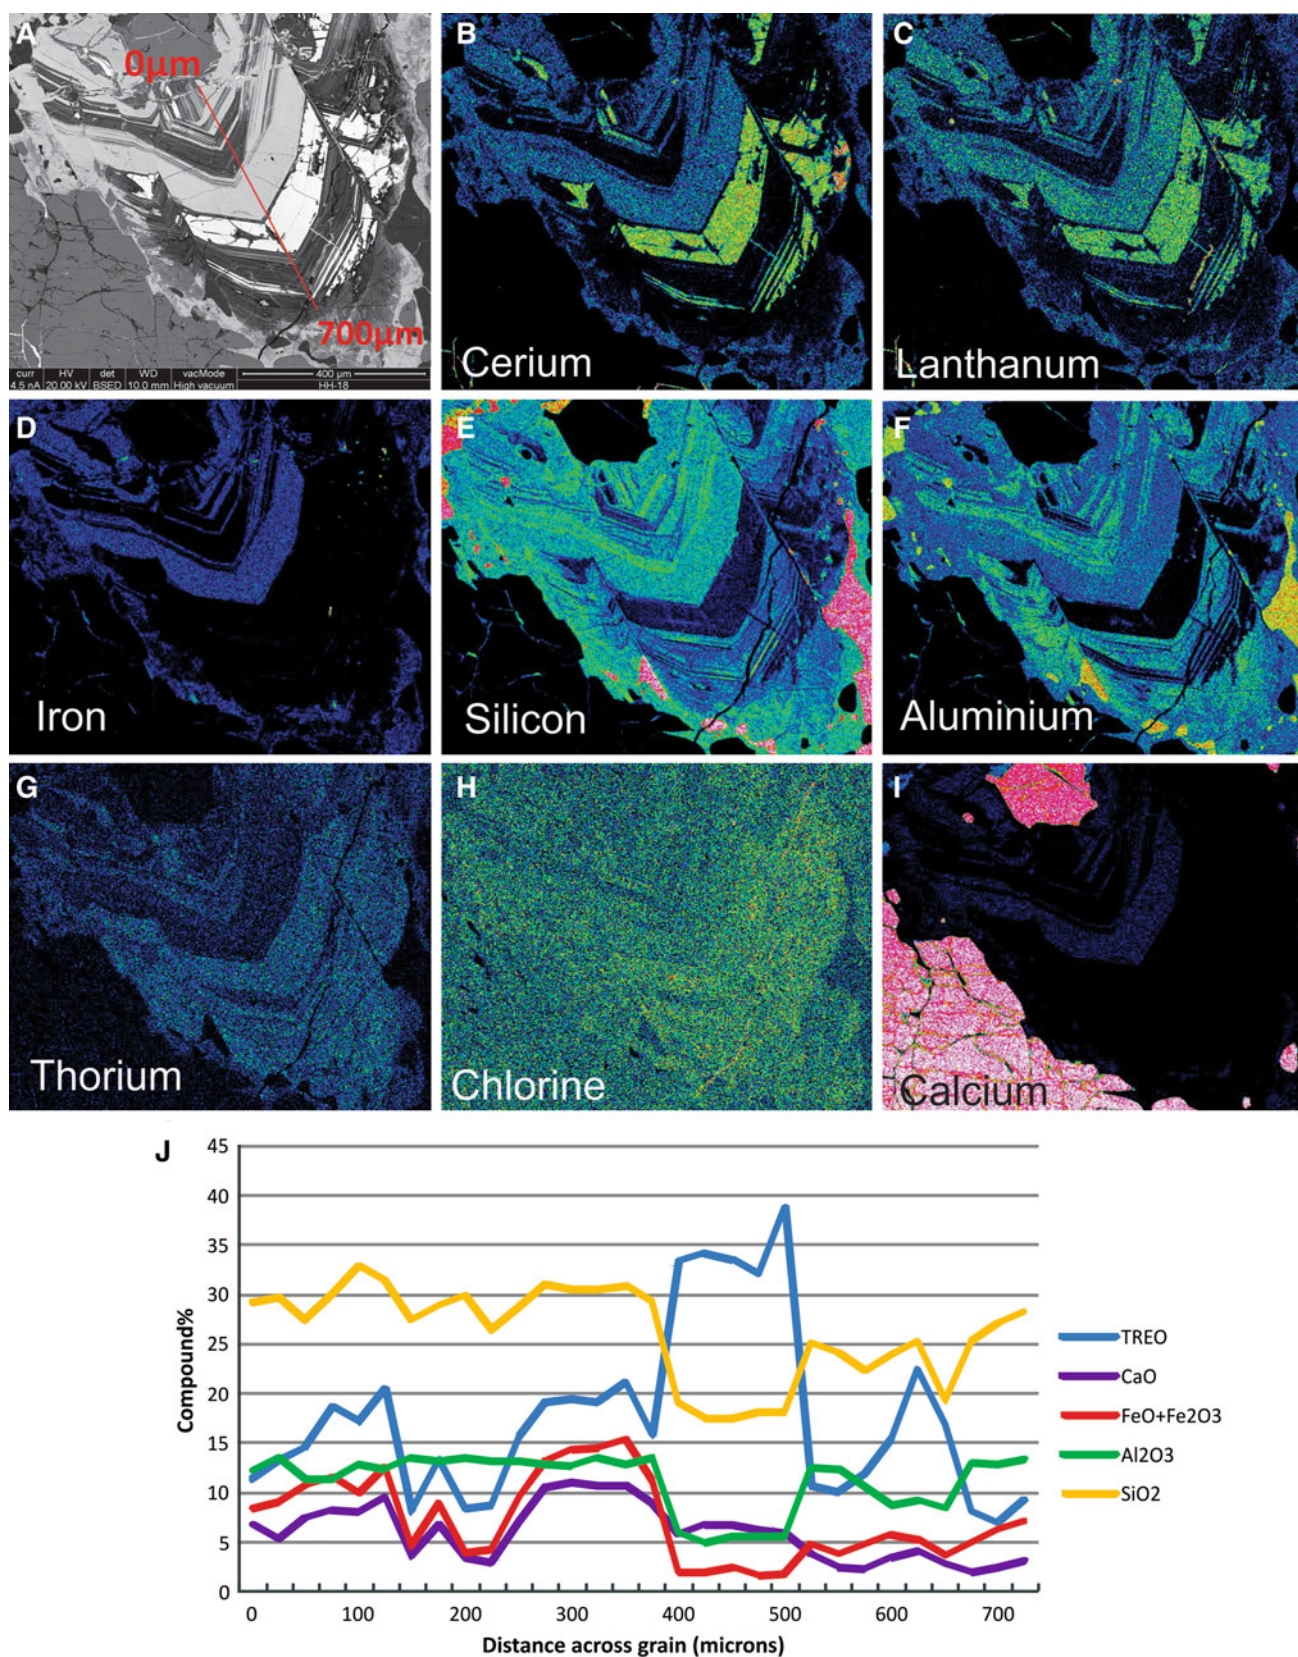 A
0µm
700µm
curr HV det WD vacMode 400 µm
4.5 nA 20.00 kV BSED 10.0 mm High vacuum HH-18
B
Cerium
C
Lanthanum
D
Iron
E
Silicon
F
Aluminium
G
Thorium
H
Chlorine
I
Calcium
J
Compound%
45
40
35
30
25
20
15
10
5
0
0 100 200 300 400 500 600 700
Distance across grain (microns)
TREO
CaO
FeO+Fe2O3
Al2O3
SiO2